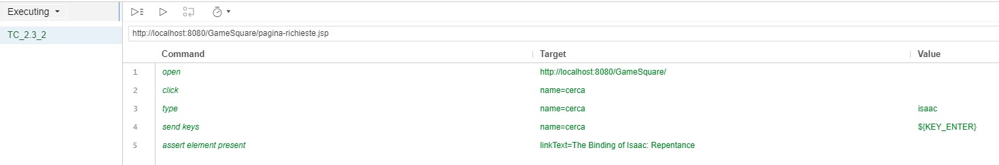 Executing
TC_2.3_2
http://localhost:8080/GameSquare/pagina-richieste.jsp
Command Target Value
1 open http://localhost:8080/GameSquare/
2 click name=cerca
3 type name=cerca isaac
4 send keys name=cerca ${KEY_ENTER}
5 assert element present linkText=The Binding of Isaac: Repentance